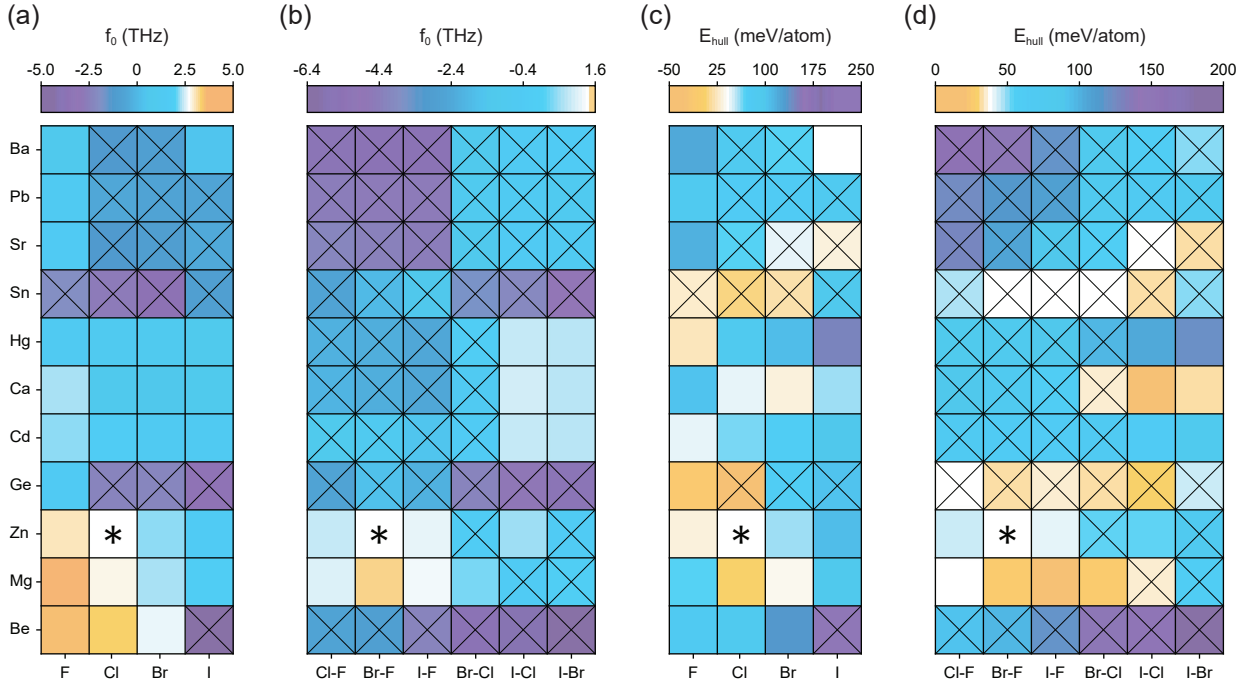 (a)
(b)
(c)
(d)
f₀ (THz)
f₀ (THz)
E_hull (meV/atom)
E_hull (meV/atom)
-5.0 -2.5 0 2.5 5.0
-6.4 -4.4 -2.4 -0.4 1.6
-50 25 100 175 250
0 50 100 150 200
Ba
Pb
Sr
Sn
Hg
Ca
Cd
Ge
Zn * * * *
Mg
Be
F Cl Br I
Cl-F Br-F I-F Br-Cl I-Cl I-Br
F Cl Br I
Cl-F Br-F I-F Br-Cl I-Cl I-Br